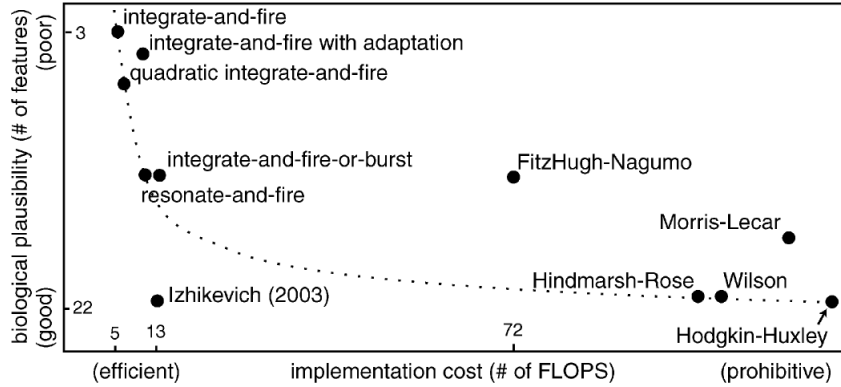 integrate-and-fire
3
integrate-and-fire with adaptation
quadratic integrate-and-fire
integrate-and-fire-or-burst
FitzHugh-Nagumo
resonate-and-fire
Morris-Lecar
Izhikevich (2003)
Hindmarsh-Rose
Wilson
22
5
13
72
Hodgkin-Huxley
(efficient)
implementation cost (# of FLOPS)
(prohibitive)
biological plausibility (# of features)
(good)
(poor)